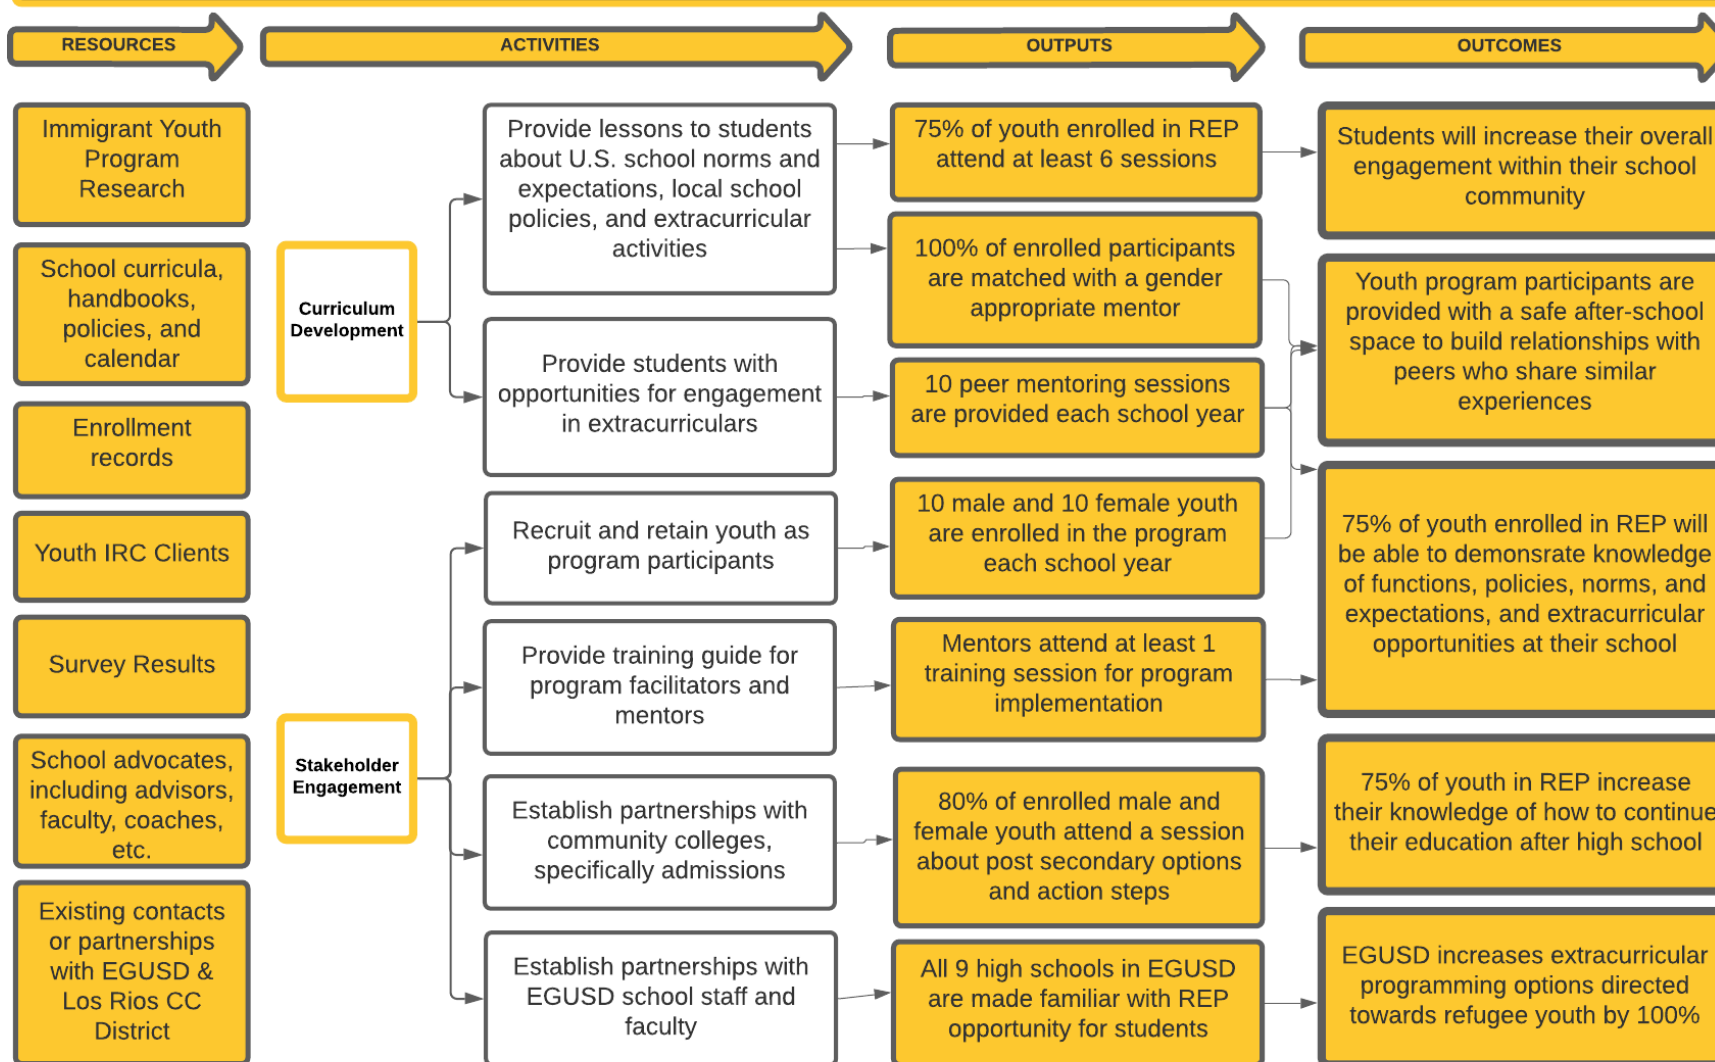 RESOURCES
ACTIVITIES
OUTPUTS
OUTCOMES
Immigrant Youth
Program
Research
School curricula,
handbooks,
policies, and
calendar
Enrollment
records
Youth IRC Clients
Survey Results
School advocates,
including advisors,
faculty, coaches,
etc.
Existing contacts
or partnerships
with EGUSD &
Los Rios CC
District
Curriculum
Development
Stakeholder
Engagement
Provide lessons to students
about U.S. school norms and
expectations, local school
policies, and extracurricular
activities
Provide students with
opportunities for engagement
in extracurriculars
Recruit and retain youth as
program participants
Provide training guide for
program facilitators and
mentors
Establish partnerships with
community colleges,
specifically admissions
Establish partnerships with
EGUSD school staff and
faculty
75% of youth enrolled in REP
attend at least 6 sessions
100% of enrolled participants
are matched with a gender
appropriate mentor
10 peer mentoring sessions
are provided each school year
10 male and 10 female youth
are enrolled in the program
each school year
Mentors attend at least 1
training session for program
implementation
80% of enrolled male and
female youth attend a session
about post secondary options
and action steps
All 9 high schools in EGUSD
are made familiar with REP
opportunity for students
Students will increase their overall
engagement within their school
community
Youth program participants are
provided with a safe after-school
space to build relationships with
peers who share similar
experiences
75% of youth enrolled in REP will
be able to demonsrate knowledge
of functions, policies, norms, and
expectations, and extracurricular
opportunities at their school
75% of youth in REP increase
their knowledge of how to continue
their education after high school
EGUSD increases extracurricular
programming options directed
towards refugee youth by 100%